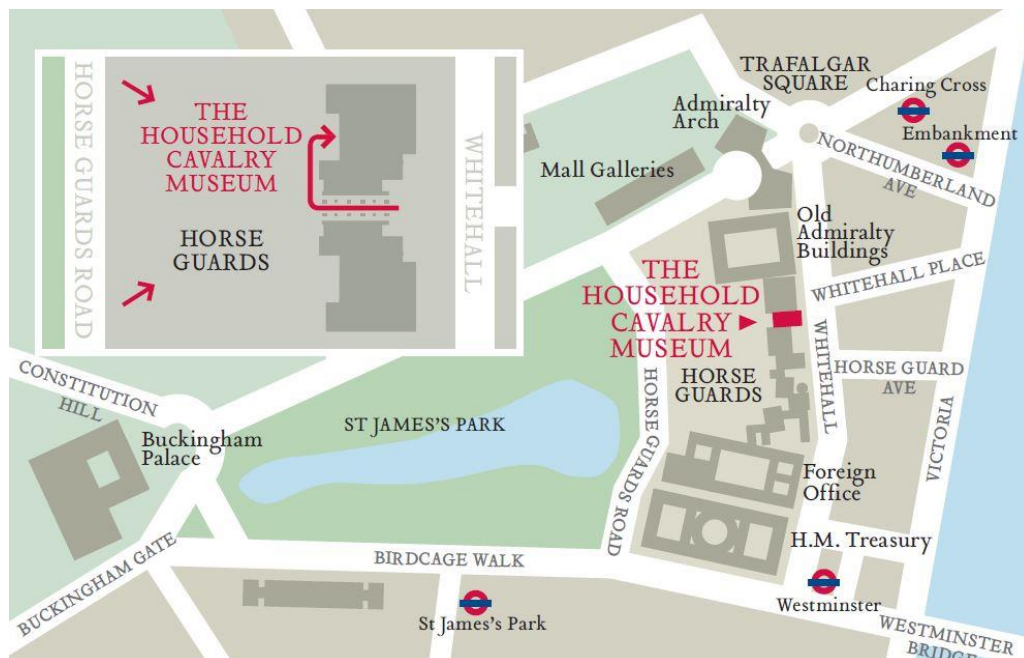 HORSE GUARDS ROAD
THE
HOUSEHOLD
CAVALRY
MUSEUM
HORSE
GUARDS
WHITEHALL
TRAFALGAR
SQUARE
Charing Cross
Admiralty
Arch
Embankment
Mall Galleries
NORTHUMBERLAND
AVE
Old
Admiralty
Buildings
THE
HOUSEHOLD
CAVALRY
MUSEUM
WHITEHALL PLACE
HORSE
GUARDS
WHITEHALL
HORSE GUARD
AVE
CONSTITUTION
HILL
Buckingham
Palace
ST JAMES'S PARK
HORSE GUARDS ROAD
VICTORIA
Foreign
Office
H.M. Treasury
BUCKINGHAM GATE
BIRDCAGE WALK
St James's Park
Westminster
WESTMINSTER
BRIDGE